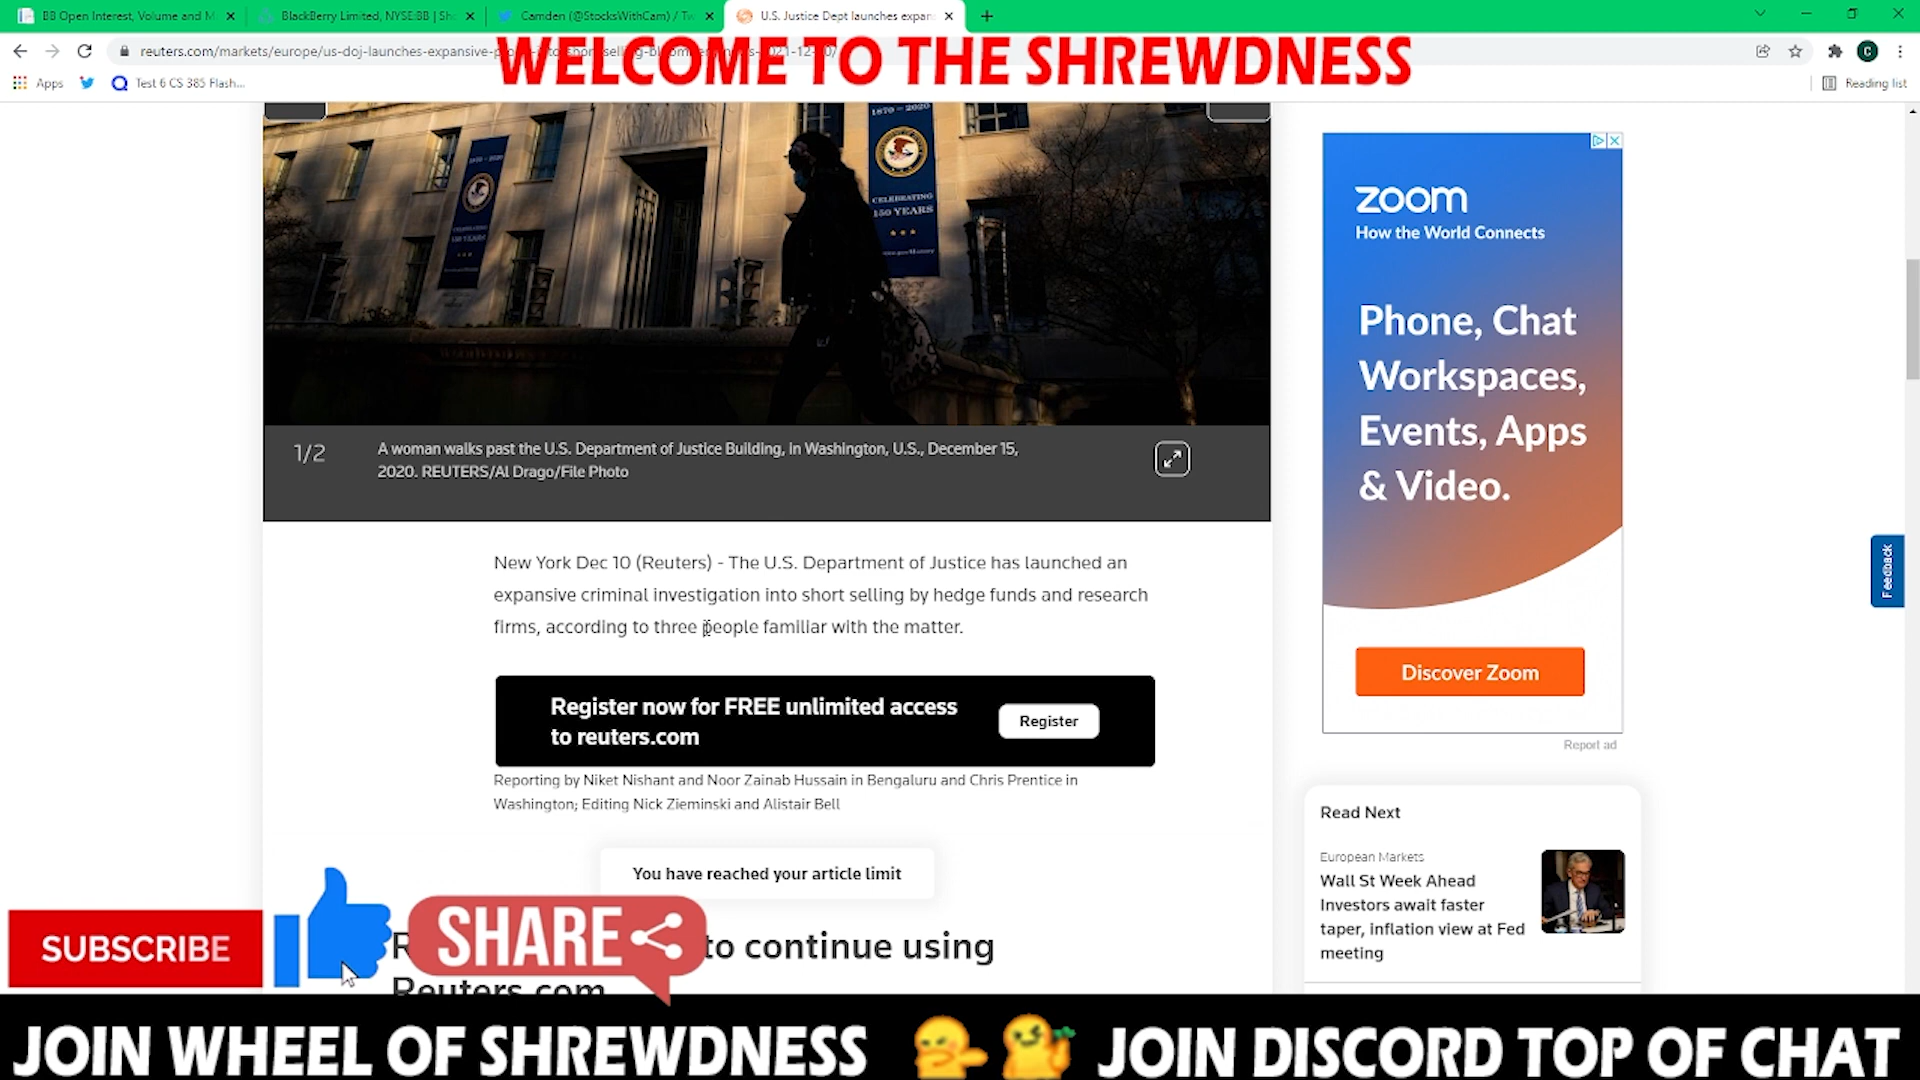 BB Open Interest, Volume and M
BlackBerry Limited, NYSE:BB | Sho
Camden (@StocksWithCam) / Tw
U.S. Justice Dept launches expan
reuters.com/markets/europe/us-doj-launches-expansive-
C
WELCOME TO THE SHREWDNESS
Apps
Test 6 CS 385 Flash...
Reading list
1870 – 2020
CELEBRATING
150 YEARS
1/2
A woman walks past the U.S. Department of Justice Building, in Washington, U.S., December 15,
2020. REUTERS/Al Drago/File Photo
New York Dec 10 (Reuters) - The U.S. Department of Justice has launched an
expansive criminal investigation into short selling by hedge funds and research
firms, according to three people familiar with the matter.
Register now for FREE unlimited access
to reuters.com
Register
Reporting by Niket Nishant and Noor Zainab Hussain in Bengaluru and Chris Prentice in
Washington; Editing Nick Zieminski and Alistair Bell
You have reached your article limit
to continue using
Reuters.com
zoom
How the World Connects
Phone, Chat
Workspaces,
Events, Apps
& Video.
Discover Zoom
Report ad
Feedback
Read Next
European Markets
Wall St Week Ahead
Investors await faster
taper, inflation view at Fed
meeting
SUBSCRIBE
SHARE
JOIN WHEEL OF SHREWDNESS
JOIN DISCORD TOP OF CHAT